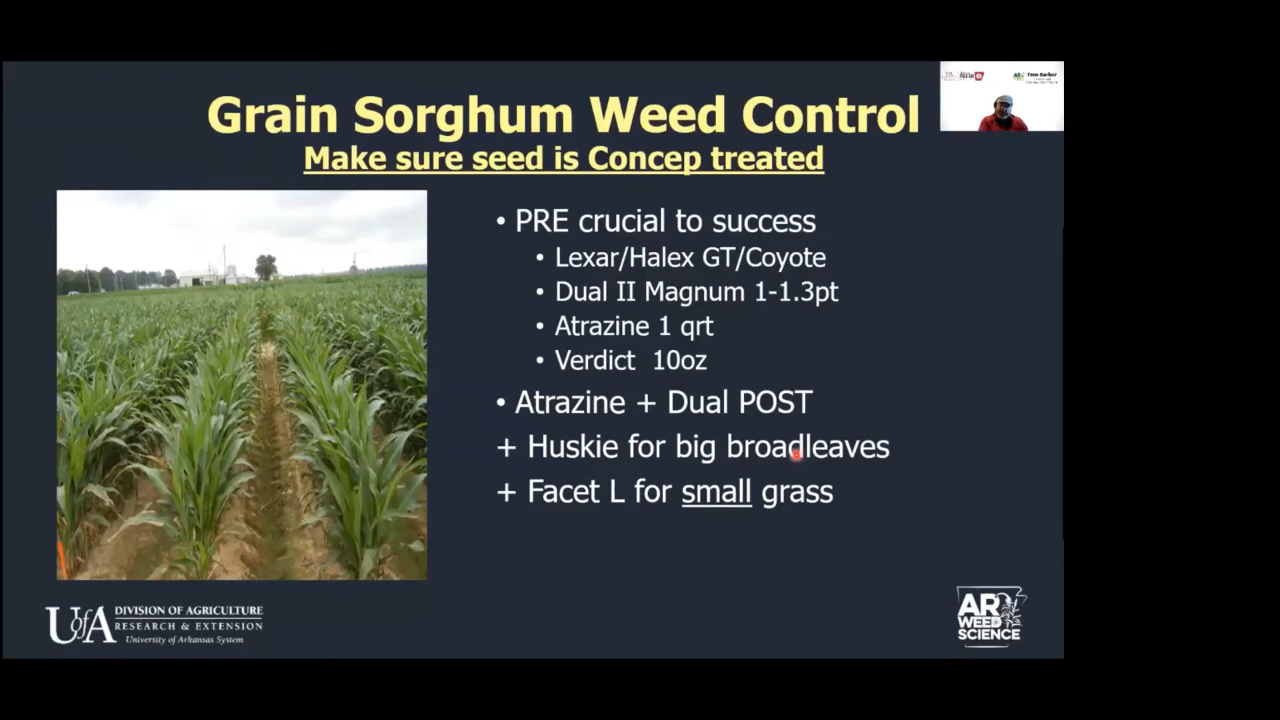 Grain Sorghum Weed Control
Make sure seed is Concep treated
• PRE crucial to success
• Lexar/Halex GT/Coyote
• Dual II Magnum 1-1.3pt
• Atrazine 1 qrt
• Verdict 10oz
• Atrazine + Dual POST
+ Huskie for big broadleaves
+ Facet L for small grass
UofA DIVISION OF AGRICULTURE
RESEARCH & EXTENSION
University of Arkansas System
AR
WEED
SCIENCE